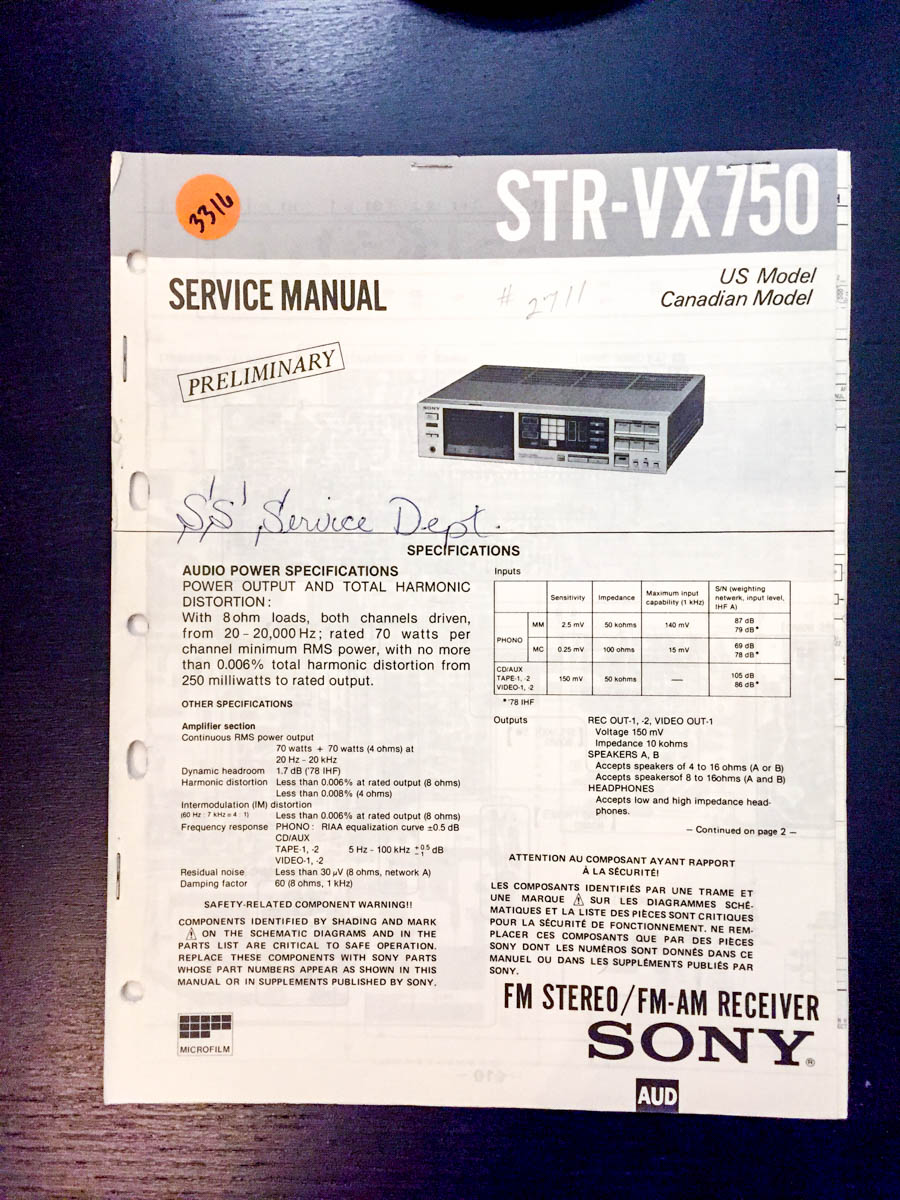 3316
STR-VX750
SERVICE MANUAL
# 2711
US Model
Canadian Model
PRELIMINARY
SONY
S'S' Service Dept.
SPECIFICATIONS
AUDIO POWER SPECIFICATIONS
POWER OUTPUT AND TOTAL HARMONIC
DISTORTION:
With 8 ohm loads, both channels driven,
from 20 – 20,000 Hz; rated 70 watts per
channel minimum RMS power, with no more
than 0.006% total harmonic distortion from
250 milliwatts to rated output.
OTHER SPECIFICATIONS
Amplifier section
Continuous RMS power output
70 watts + 70 watts (4 ohms) at
20 Hz – 20 kHz
Dynamic headroom 1.7 dB ('78 IHF)
Harmonic distortion Less than 0.006% at rated output (8 ohms)
Less than 0.008% (4 ohms)
Intermodulation (IM) distortion
(60 Hz : 7 kHz = 4 : 1) Less than 0.006% at rated output (8 ohms)
Frequency response PHONO: RIAA equalization curve ±0.5 dB
CD/AUX
TAPE-1, -2 5 Hz – 100 kHz +0.5 −1 dB
VIDEO-1, -2
Residual noise Less than 30 μV (8 ohms, network A)
Damping factor 60 (8 ohms, 1 kHz)
SAFETY-RELATED COMPONENT WARNING!!
COMPONENTS IDENTIFIED BY SHADING AND MARK
⚠ ON THE SCHEMATIC DIAGRAMS AND IN THE
PARTS LIST ARE CRITICAL TO SAFE OPERATION.
REPLACE THESE COMPONENTS WITH SONY PARTS
WHOSE PART NUMBERS APPEAR AS SHOWN IN THIS
MANUAL OR IN SUPPLEMENTS PUBLISHED BY SONY.
MICROFILM
Inputs
Sensitivity Impedance Maximum input capability (1 kHz) S/N (weighting network, input level, IHF A)
PHONO MM 2.5 mV 50 kohms 140 mV 87 dB 79 dB*
MC 0.25 mV 100 ohms 15 mV 69 dB 78 dB*
CD/AUX TAPE-1, -2 VIDEO-1, -2 150 mV 50 kohms — 105 dB 86 dB*
* '78 IHF
Outputs REC OUT-1, -2, VIDEO OUT-1
Voltage 150 mV
Impedance 10 kohms
SPEAKERS A, B
Accepts speakers of 4 to 16 ohms (A or B)
Accepts speakersof 8 to 16ohms (A and B)
HEADPHONES
Accepts low and high impedance head-
phones.
– Continued on page 2 –
ATTENTION AU COMPOSANT AYANT RAPPORT
À LA SÉCURITÉ!
LES COMPOSANTS IDENTIFIÉS PAR UNE TRAME ET
UNE MARQUE ⚠ SUR LES DIAGRAMMES SCHÉ-
MATIQUES ET LA LISTE DES PIÈCES SONT CRITIQUES
POUR LA SÉCURITÉ DE FONCTIONNEMENT. NE REM-
PLACER CES COMPOSANTS QUE PAR DES PIÈCES
SONY DONT LES NUMÉROS SONT DONNÉS DANS CE
MANUEL OU DANS LES SUPPLÉMENTS PUBLIÉS PAR
SONY.
FM STEREO/FM-AM RECEIVER
SONY®
AUD